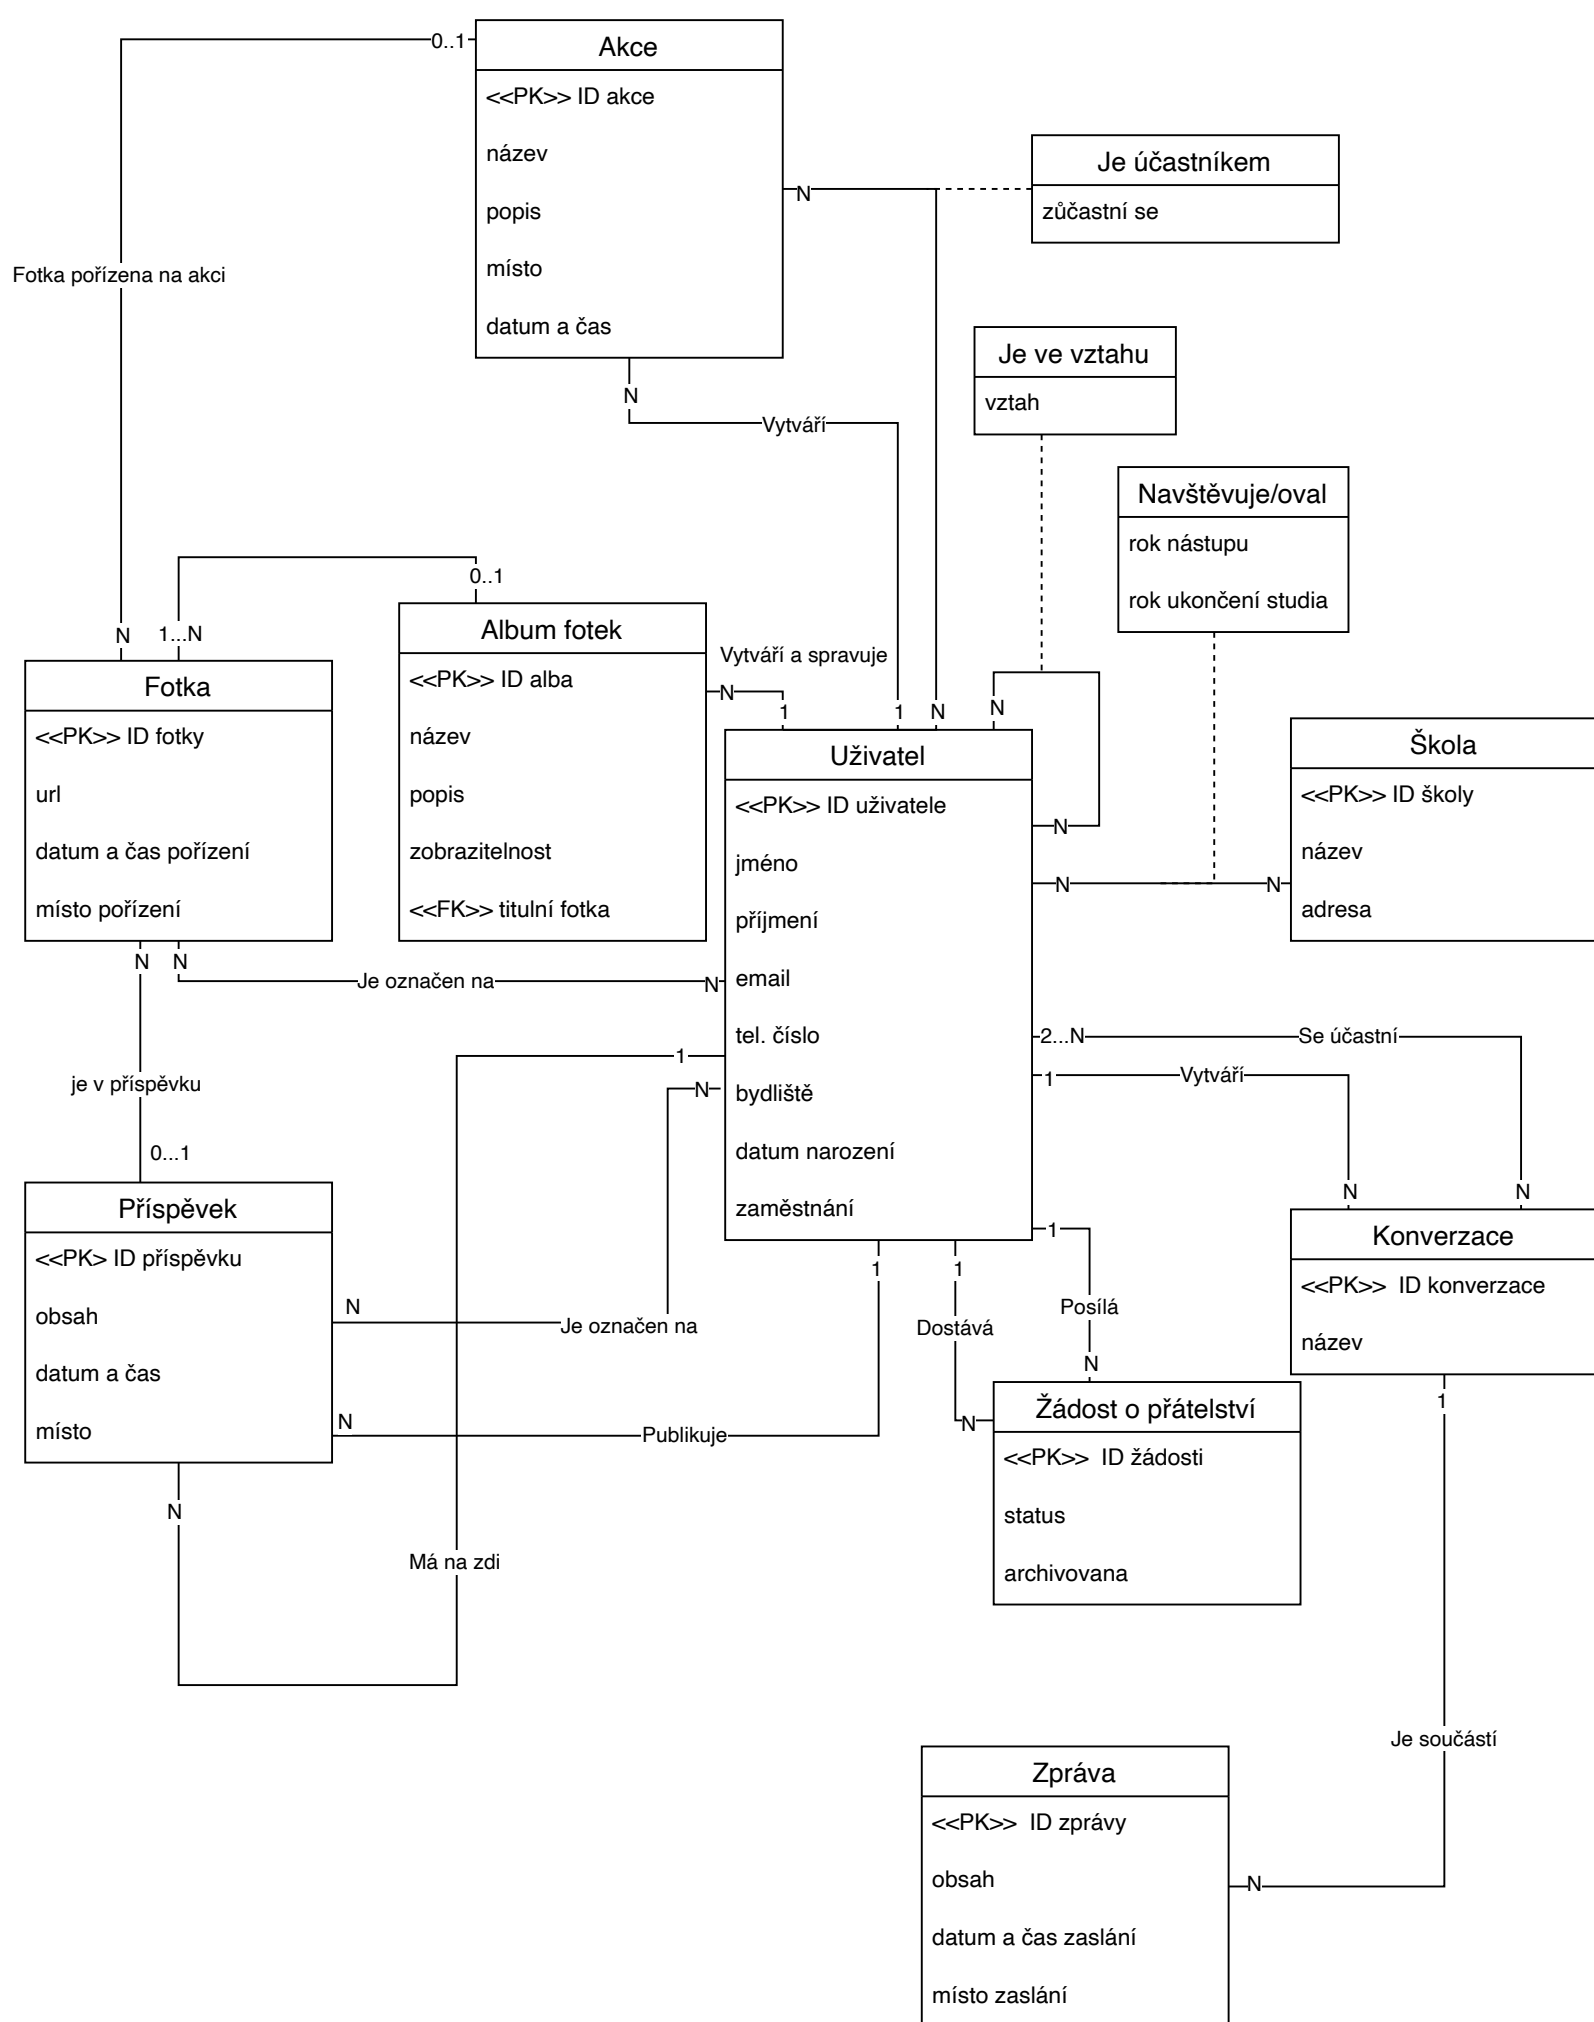 0..1
Akce
<<PK>> ID akce
název
popis
místo
datum a čas
N
Je účastníkem
zůčastní se
Fotka pořízena na akci
Je ve vztahu
vztah
N
Vytváří
Navštěvuje/oval
rok nástupu
rok ukončení studia
0..1
N
1...N
Album fotek
<<PK>> ID alba
název
popis
zobrazitelnost
<<FK>> titulní fotka
Vytváří a spravuje
N
1
1
N
N
Fotka
<<PK>> ID fotky
url
datum a čas pořízení
místo pořízení
Uživatel
<<PK>> ID uživatele
jméno
příjmení
email
tel. číslo
bydliště
datum narození
zaměstnání
Škola
<<PK>> ID školy
název
adresa
N
N
N
N
N
Je označen na
N
2...N
Se účastní
1
Vytváří
1
N
je v příspěvku
0...1
N
N
Příspěvek
<<PK> ID příspěvku
obsah
datum a čas
místo
1
1
1
Konverzace
<<PK>>  ID konverzace
název
N
Je označen na
Dostává
Posílá
N
N
Publikuje
N
Žádost o přátelství
<<PK>>  ID žádosti
status
archivovana
1
N
Má na zdi
Je součástí
Zpráva
<<PK>>  ID zprávy
obsah
datum a čas zaslání
místo zaslání
N